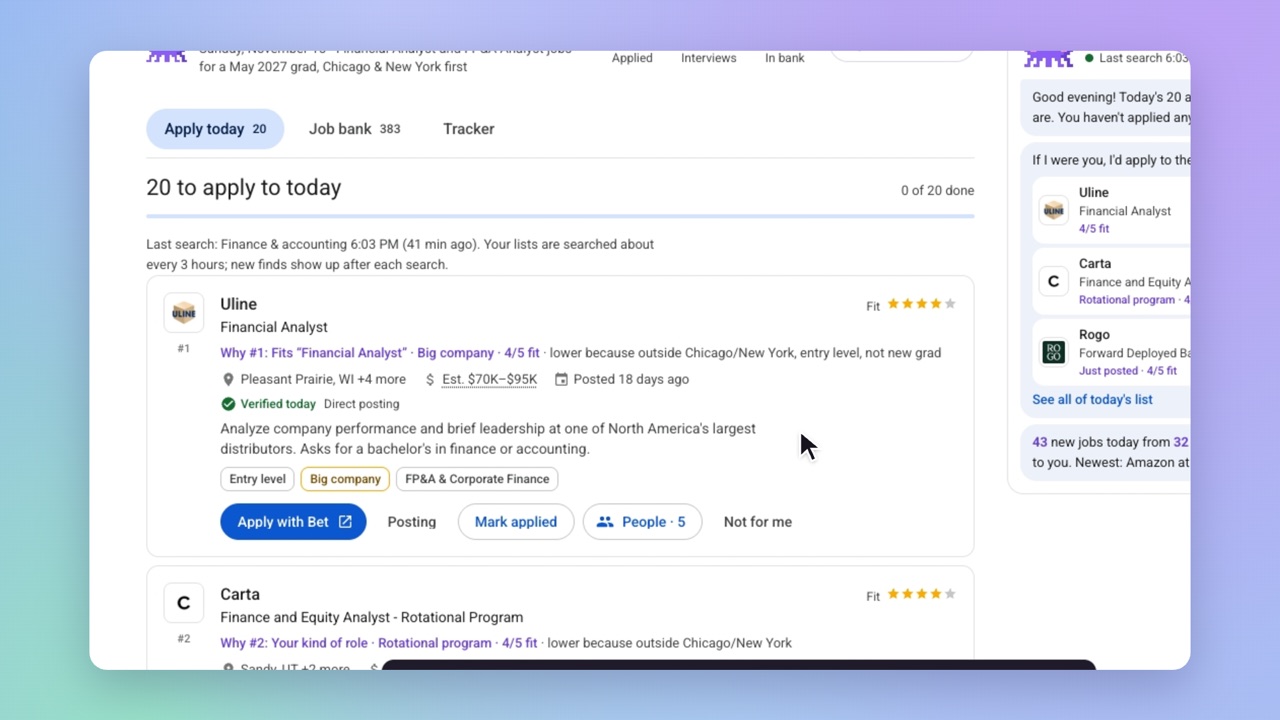 for a May 2027 grad, Chicago & New York first
Applied
Interviews
In bank
Last search 6:03
Apply today 20
Job bank 383
Tracker
20 to apply to today
0 of 20 done
Last search: Finance & accounting 6:03 PM (41 min ago). Your lists are searched about
every 3 hours; new finds show up after each search.
ULINE
#1
Uline
Fit
Financial Analyst
Why #1: Fits “Financial Analyst” · Big company · 4/5 fit · lower because outside Chicago/New York, entry level, not new grad
Pleasant Prairie, WI +4 more
$ Est. $70K–$95K
Posted 18 days ago
Verified today Direct posting
Analyze company performance and brief leadership at one of North America's largest
distributors. Asks for a bachelor's in finance or accounting.
Entry level
Big company
FP&A & Corporate Finance
Apply with Bet
Posting
Mark applied
People · 5
Not for me
C
#2
Carta
Fit
Finance and Equity Analyst - Rotational Program
Why #2: Your kind of role · Rotational program · 4/5 fit · lower because outside Chicago/New York
Sandy, UT +2 more
$
Good evening! Today's 20 a
are. You haven't applied any
If I were you, I'd apply to the
ULINE
Uline
Financial Analyst
4/5 fit
C
Carta
Finance and Equity A
Rotational program · 4
RO
GO
Rogo
Forward Deployed Ba
Just posted · 4/5 fit
See all of today's list
43 new jobs today from 32
to you. Newest: Amazon at